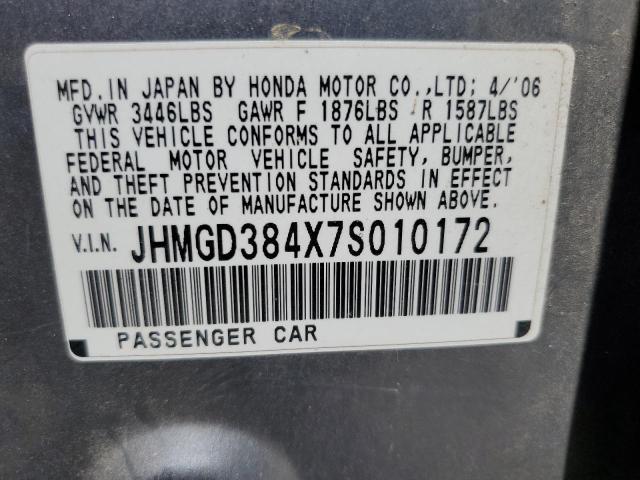 MFD. IN JAPAN BY HONDA MOTOR CO.,LTD; 4/'06
GVWR 3446LBS GAWR F 1876LBS R 1587LBS
THIS VEHICLE CONFORMS TO ALL APPLICABLE
FEDERAL MOTOR VEHICLE SAFETY, BUMPER,
AND THEFT PREVENTION STANDARDS IN EFFECT
ON THE DATE OF MANUFACTURE SHOWN ABOVE.
V.I.N. JHMGD384X7S010172
PASSENGER CAR